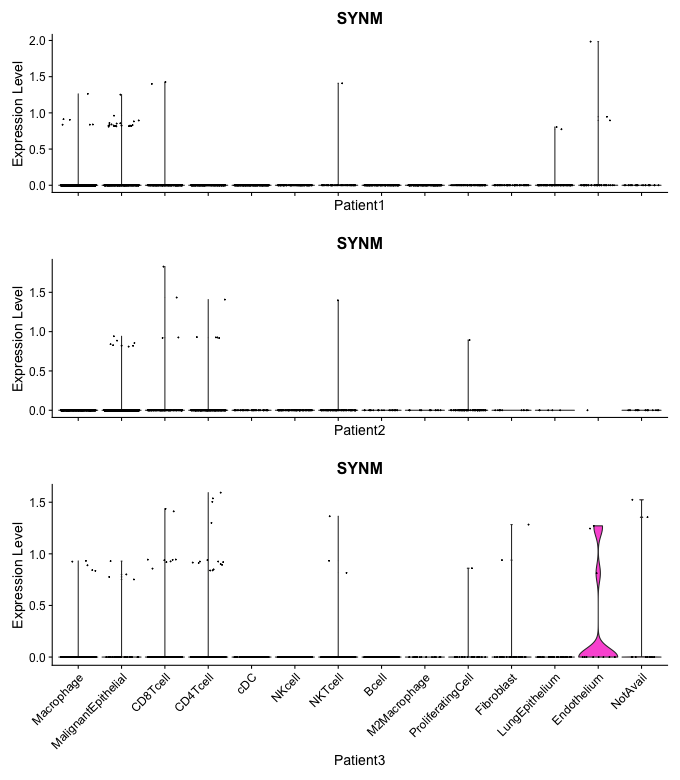 SYNM
Expression Level
2.0
1.5
1.0
0.5
0.0
Patient1
SYNM
Expression Level
1.5
1.0
0.5
0.0
Patient2
SYNM
Expression Level
1.5
1.0
0.5
0.0
Macrophage
MalignantEpithelial
CD8Tcell
CD4Tcell
cDC
NKcell
NKTcell
Bcell
M2Macrophage
ProliferatingCell
Fibroblast
LungEpithelium
Endothelium
NotAvail
Patient3